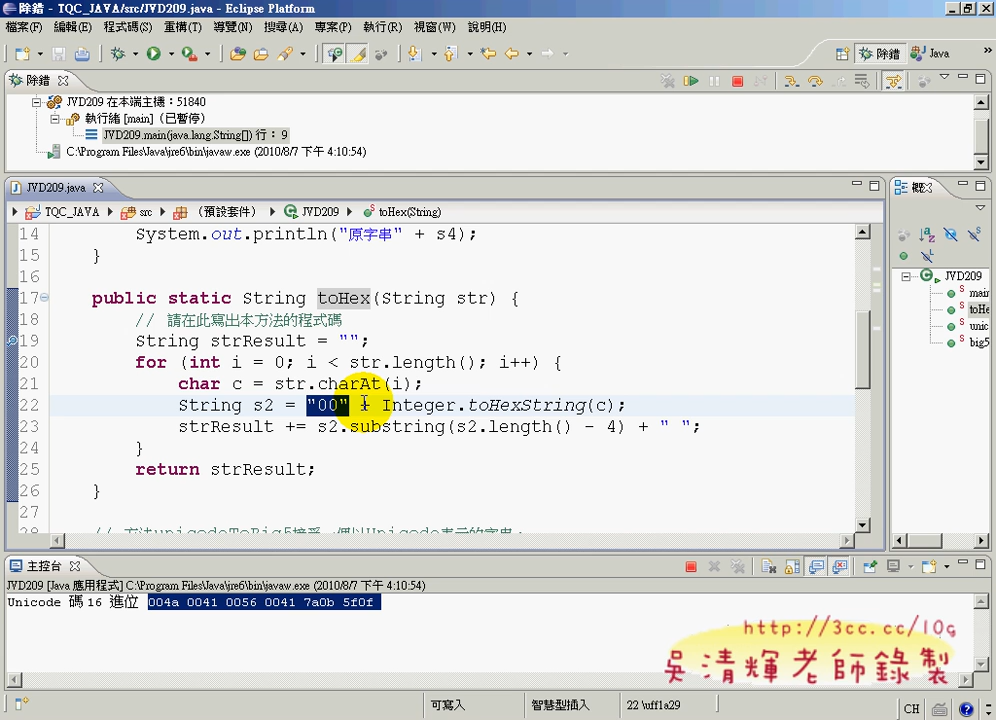 除錯 - TQC_JAVA/src/JVD209.java - Eclipse Platform
檔案(F) 編輯(E) 程式碼(S) 重構(T) 導覽(N) 搜尋(A) 專案(P) 執行(R) 視窗(W) 說明(H)
除錯 Java
除錯
JVD209 在本端主機：51840
執行緒 [main]（已暫停）
JVD209.main(java.lang.String[]) 行： 9
C:\Program Files\Java\jre6\bin\javaw.exe (2010/8/7 下午 4:10:54)
JVD209.java
TQC_JAVA src （預設套件） JVD209 toHex(String)
14 System.out.println("原字串" + s4);
15 }
16
17 public static String toHex(String str) {
18 // 請在此寫出本方法的程式碼
19 String strResult = "";
20 for (int i = 0; i < str.length(); i++) {
21 char c = str.charAt(i);
22 String s2 = "00" + Integer.toHexString(c);
23 strResult += s2.substring(s2.length() - 4) + " ";
24 }
25 return strResult;
26 }
27
概
JVD209
main
toHe
unic
big5
主控台
JVD209 [Java 應用程式] C:\Program Files\Java\jre6\bin\javaw.exe (2010/8/7 下午 4:10:54)
Unicode 碼 16 進位 004a 0041 0056 0041 7a0b 5f0f
http://3cc.cc/10g
吳清輝老師錄製
可寫入 智慧型插入 22 \uff1a29
CH